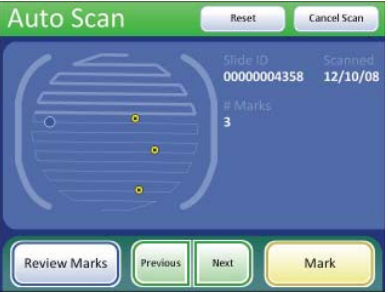 Auto Scan
Reset
Cancel Scan
Slide ID
Scanned
00000004358
12/10/08
# Marks
3
Review Marks
Previous
Next
Mark